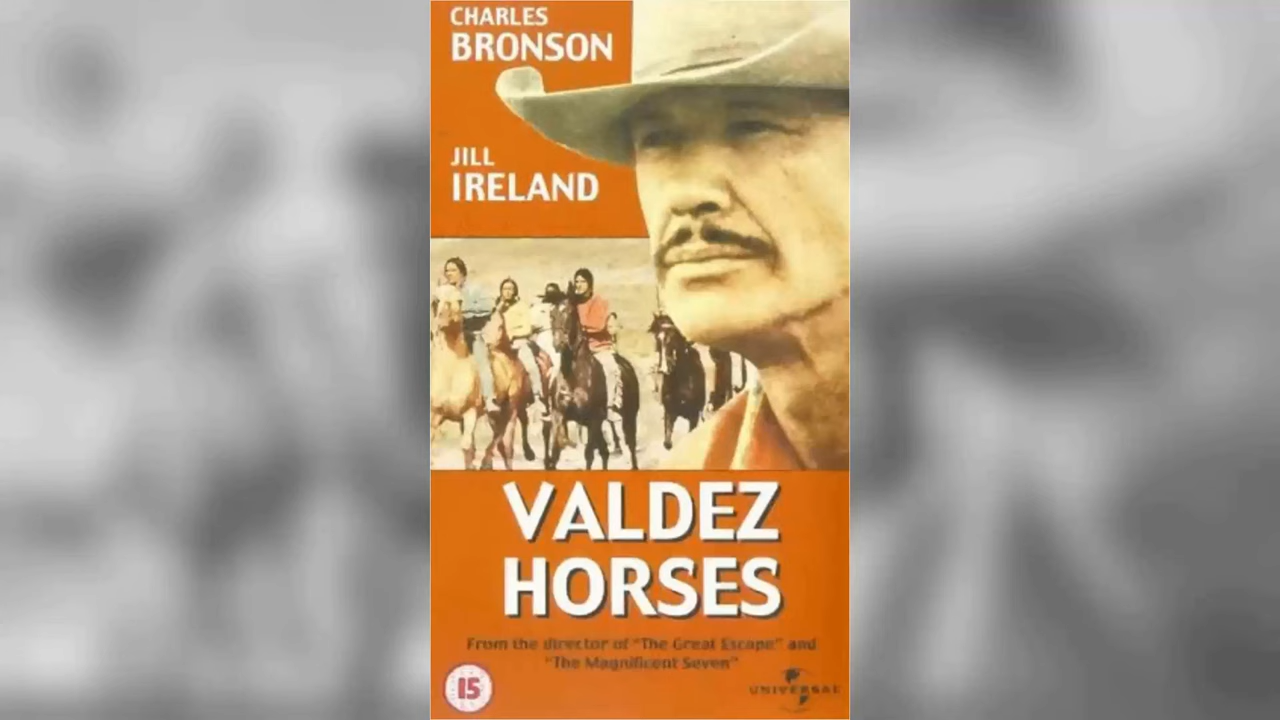 CHARLES
BRONSON
JILL
IRELAND
VALDEZ
HORSES
From the director of "The Great Escape" and
"The Magnificent Seven"
15
UNIVERSAL